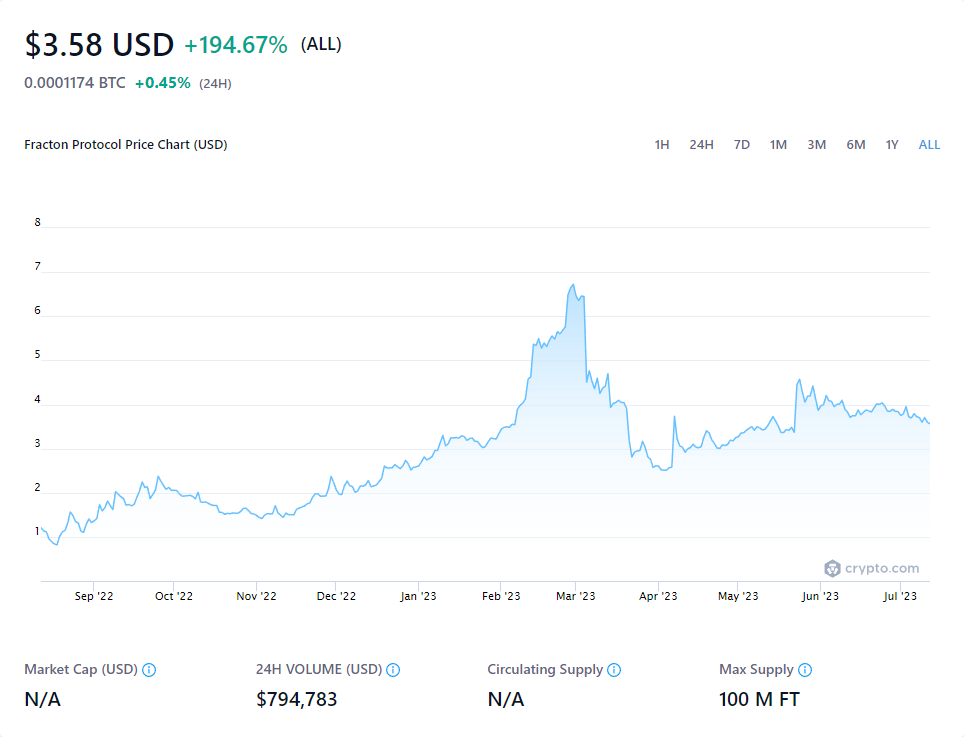 $3.58 USD +194.67% (ALL)
0.0001174 BTC +0.45% (24H)
Fracton Protocol Price Chart (USD) 1H 24H 7D 1M 3M 6M 1Y ALL
8
7
6
5
4
3
2
1
crypto.com
Sep '22 Oct '22 Nov '22 Dec '22 Jan '23 Feb '23 Mar '23 Apr '23 May '23 Jun '23 Jul '23
Market Cap (USD) 24H VOLUME (USD) Circulating Supply Max Supply
N/A $794,783 N/A 100 M FT